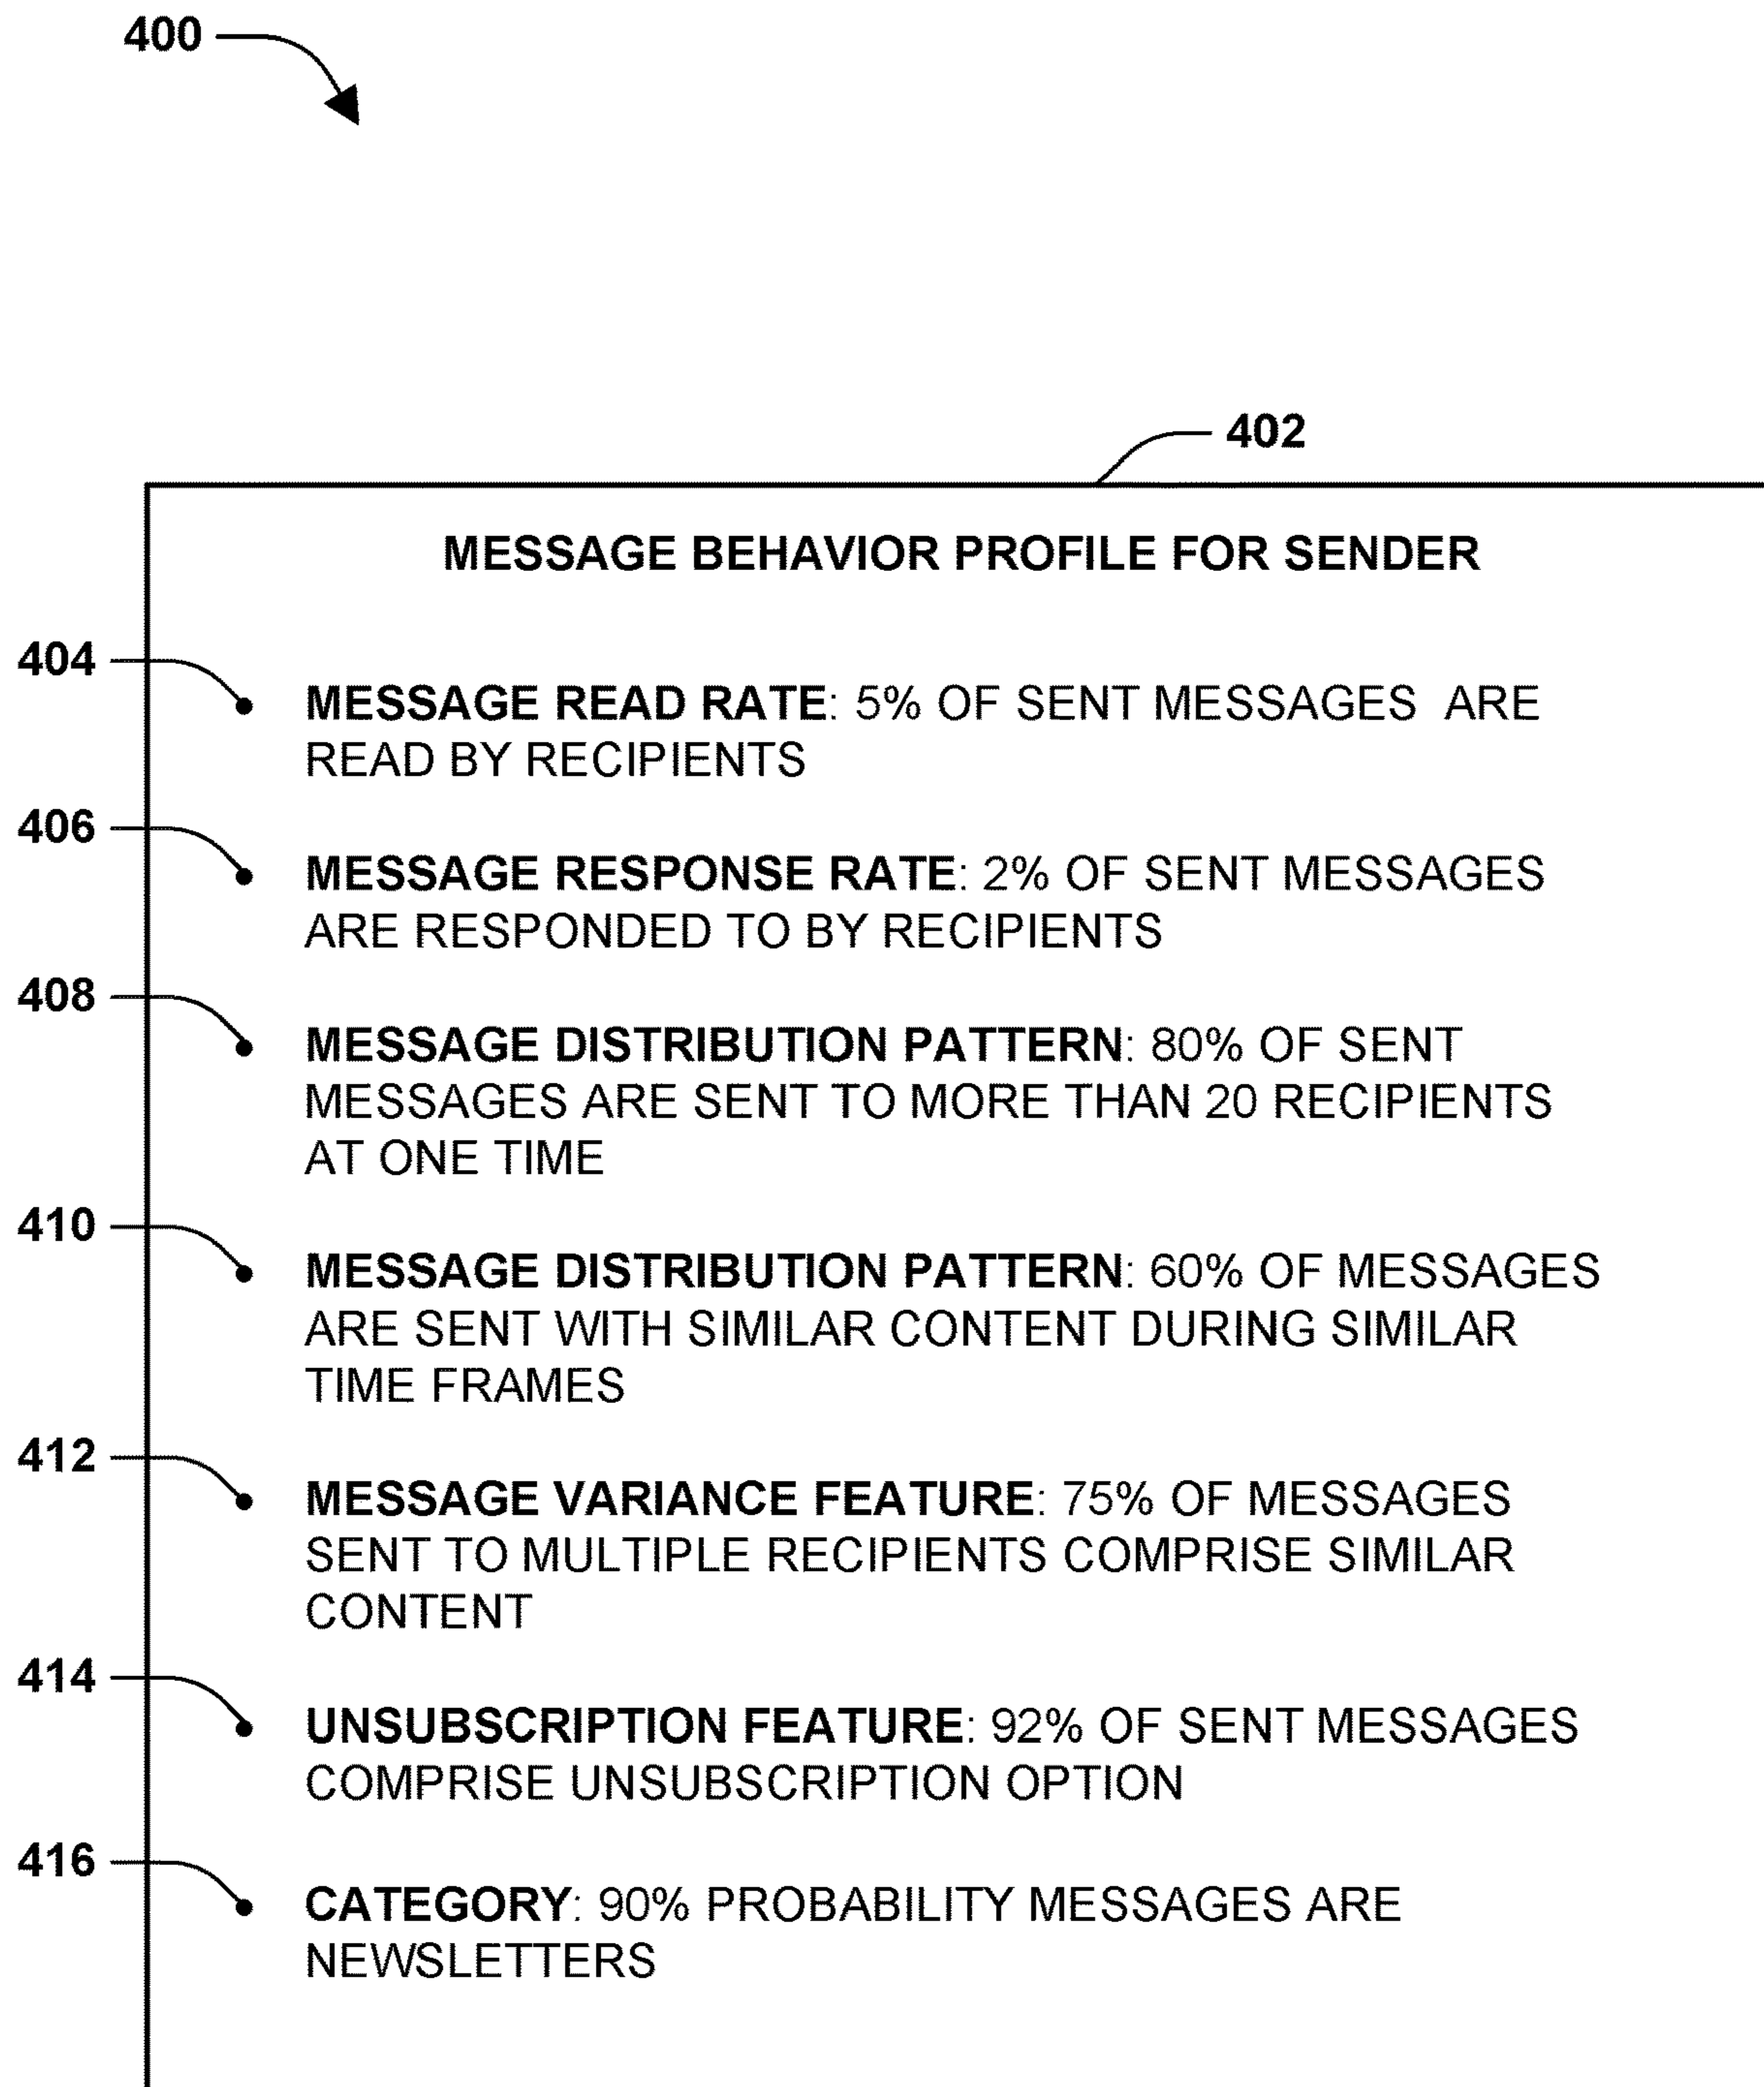 400
402
MESSAGE BEHAVIOR PROFILE FOR SENDER
404
MESSAGE READ RATE: 5% OF SENT MESSAGES ARE
READ BY RECIPIENTS
406
MESSAGE RESPONSE RATE: 2% OF SENT MESSAGES
ARE RESPONDED TO BY RECIPIENTS
408
MESSAGE DISTRIBUTION PATTERN: 80% OF SENT
MESSAGES ARE SENT TO MORE THAN 20 RECIPIENTS
AT ONE TIME
410
MESSAGE DISTRIBUTION PATTERN: 60% OF MESSAGES
ARE SENT WITH SIMILAR CONTENT DURING SIMILAR
TIME FRAMES
412
MESSAGE VARIANCE FEATURE: 75% OF MESSAGES
SENT TO MULTIPLE RECIPIENTS COMPRISE SIMILAR
CONTENT
414
UNSUBSCRIPTION FEATURE: 92% OF SENT MESSAGES
COMPRISE UNSUBSCRIPTION OPTION
416
CATEGORY: 90% PROBABILITY MESSAGES ARE
NEWSLETTERS